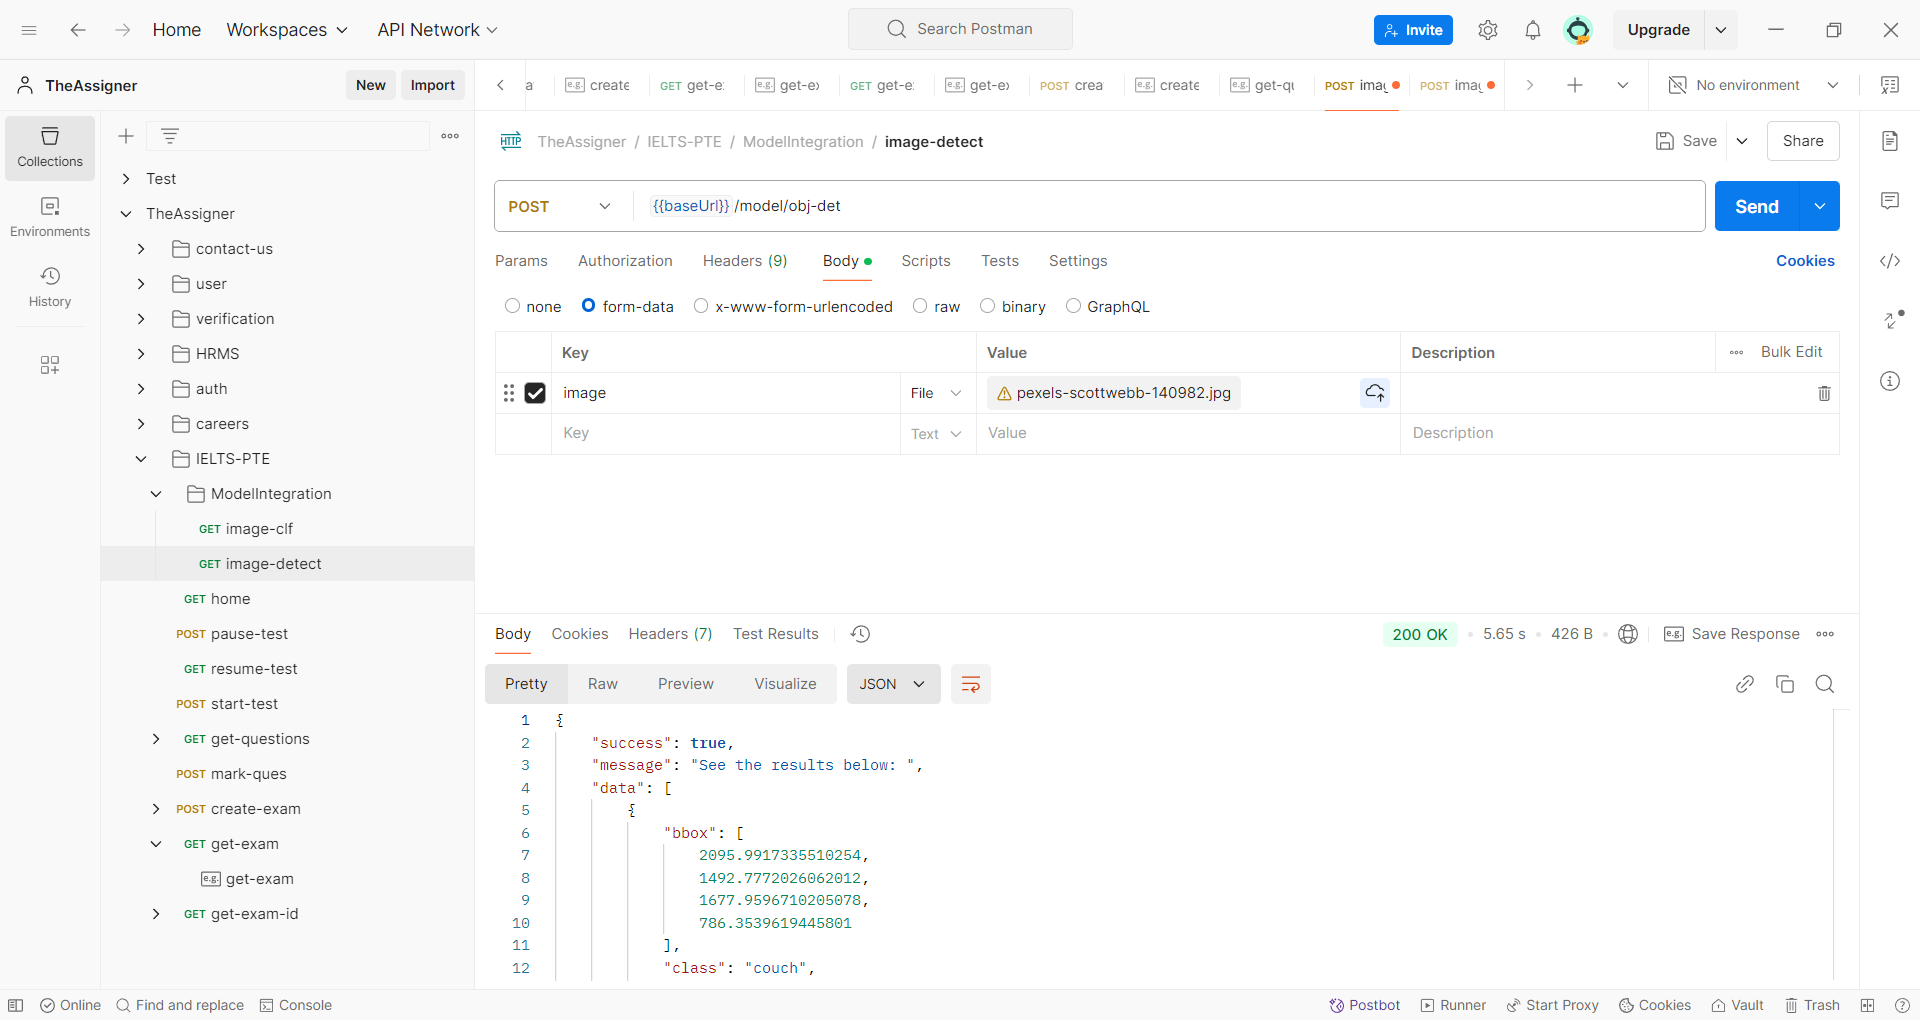 Home Workspaces API Network Search Postman Invite Upgrade
TheAssigner New Import
create GET get-e: get-ex GET get-e: get-ex POST crea create get-qu POST imag POST imag No environment
Collections
Environments
History
Test
TheAssigner
contact-us
user
verification
HRMS
auth
careers
IELTS-PTE
ModelIntegration
GET image-clf
GET image-detect
GET home
POST pause-test
GET resume-test
POST start-test
GET get-questions
POST mark-ques
POST create-exam
GET get-exam
e.g. get-exam
GET get-exam-id
HTTP TheAssigner / IELTS-PTE / ModelIntegration / image-detect Save Share
POST {{baseUrl}} /model/obj-det Send
Params Authorization Headers (9) Body Scripts Tests Settings Cookies
none form-data x-www-form-urlencoded raw binary GraphQL
Key Value Description Bulk Edit
image File pexels-scottwebb-140982.jpg
Key Text Value Description
Body Cookies Headers (7) Test Results 200 OK 5.65 s 426 B e.g. Save Response
Pretty Raw Preview Visualize JSON
1 {
2 "success": true,
3 "message": "See the results below: ",
4 "data": [
5 {
6 "bbox": [
7 2095.9917335510254,
8 1492.7772026062012,
9 1677.9596710205078,
10 786.3539619445801
11 ],
12 "class": "couch",
Online Find and replace Console Postbot Runner Start Proxy Cookies Vault Trash